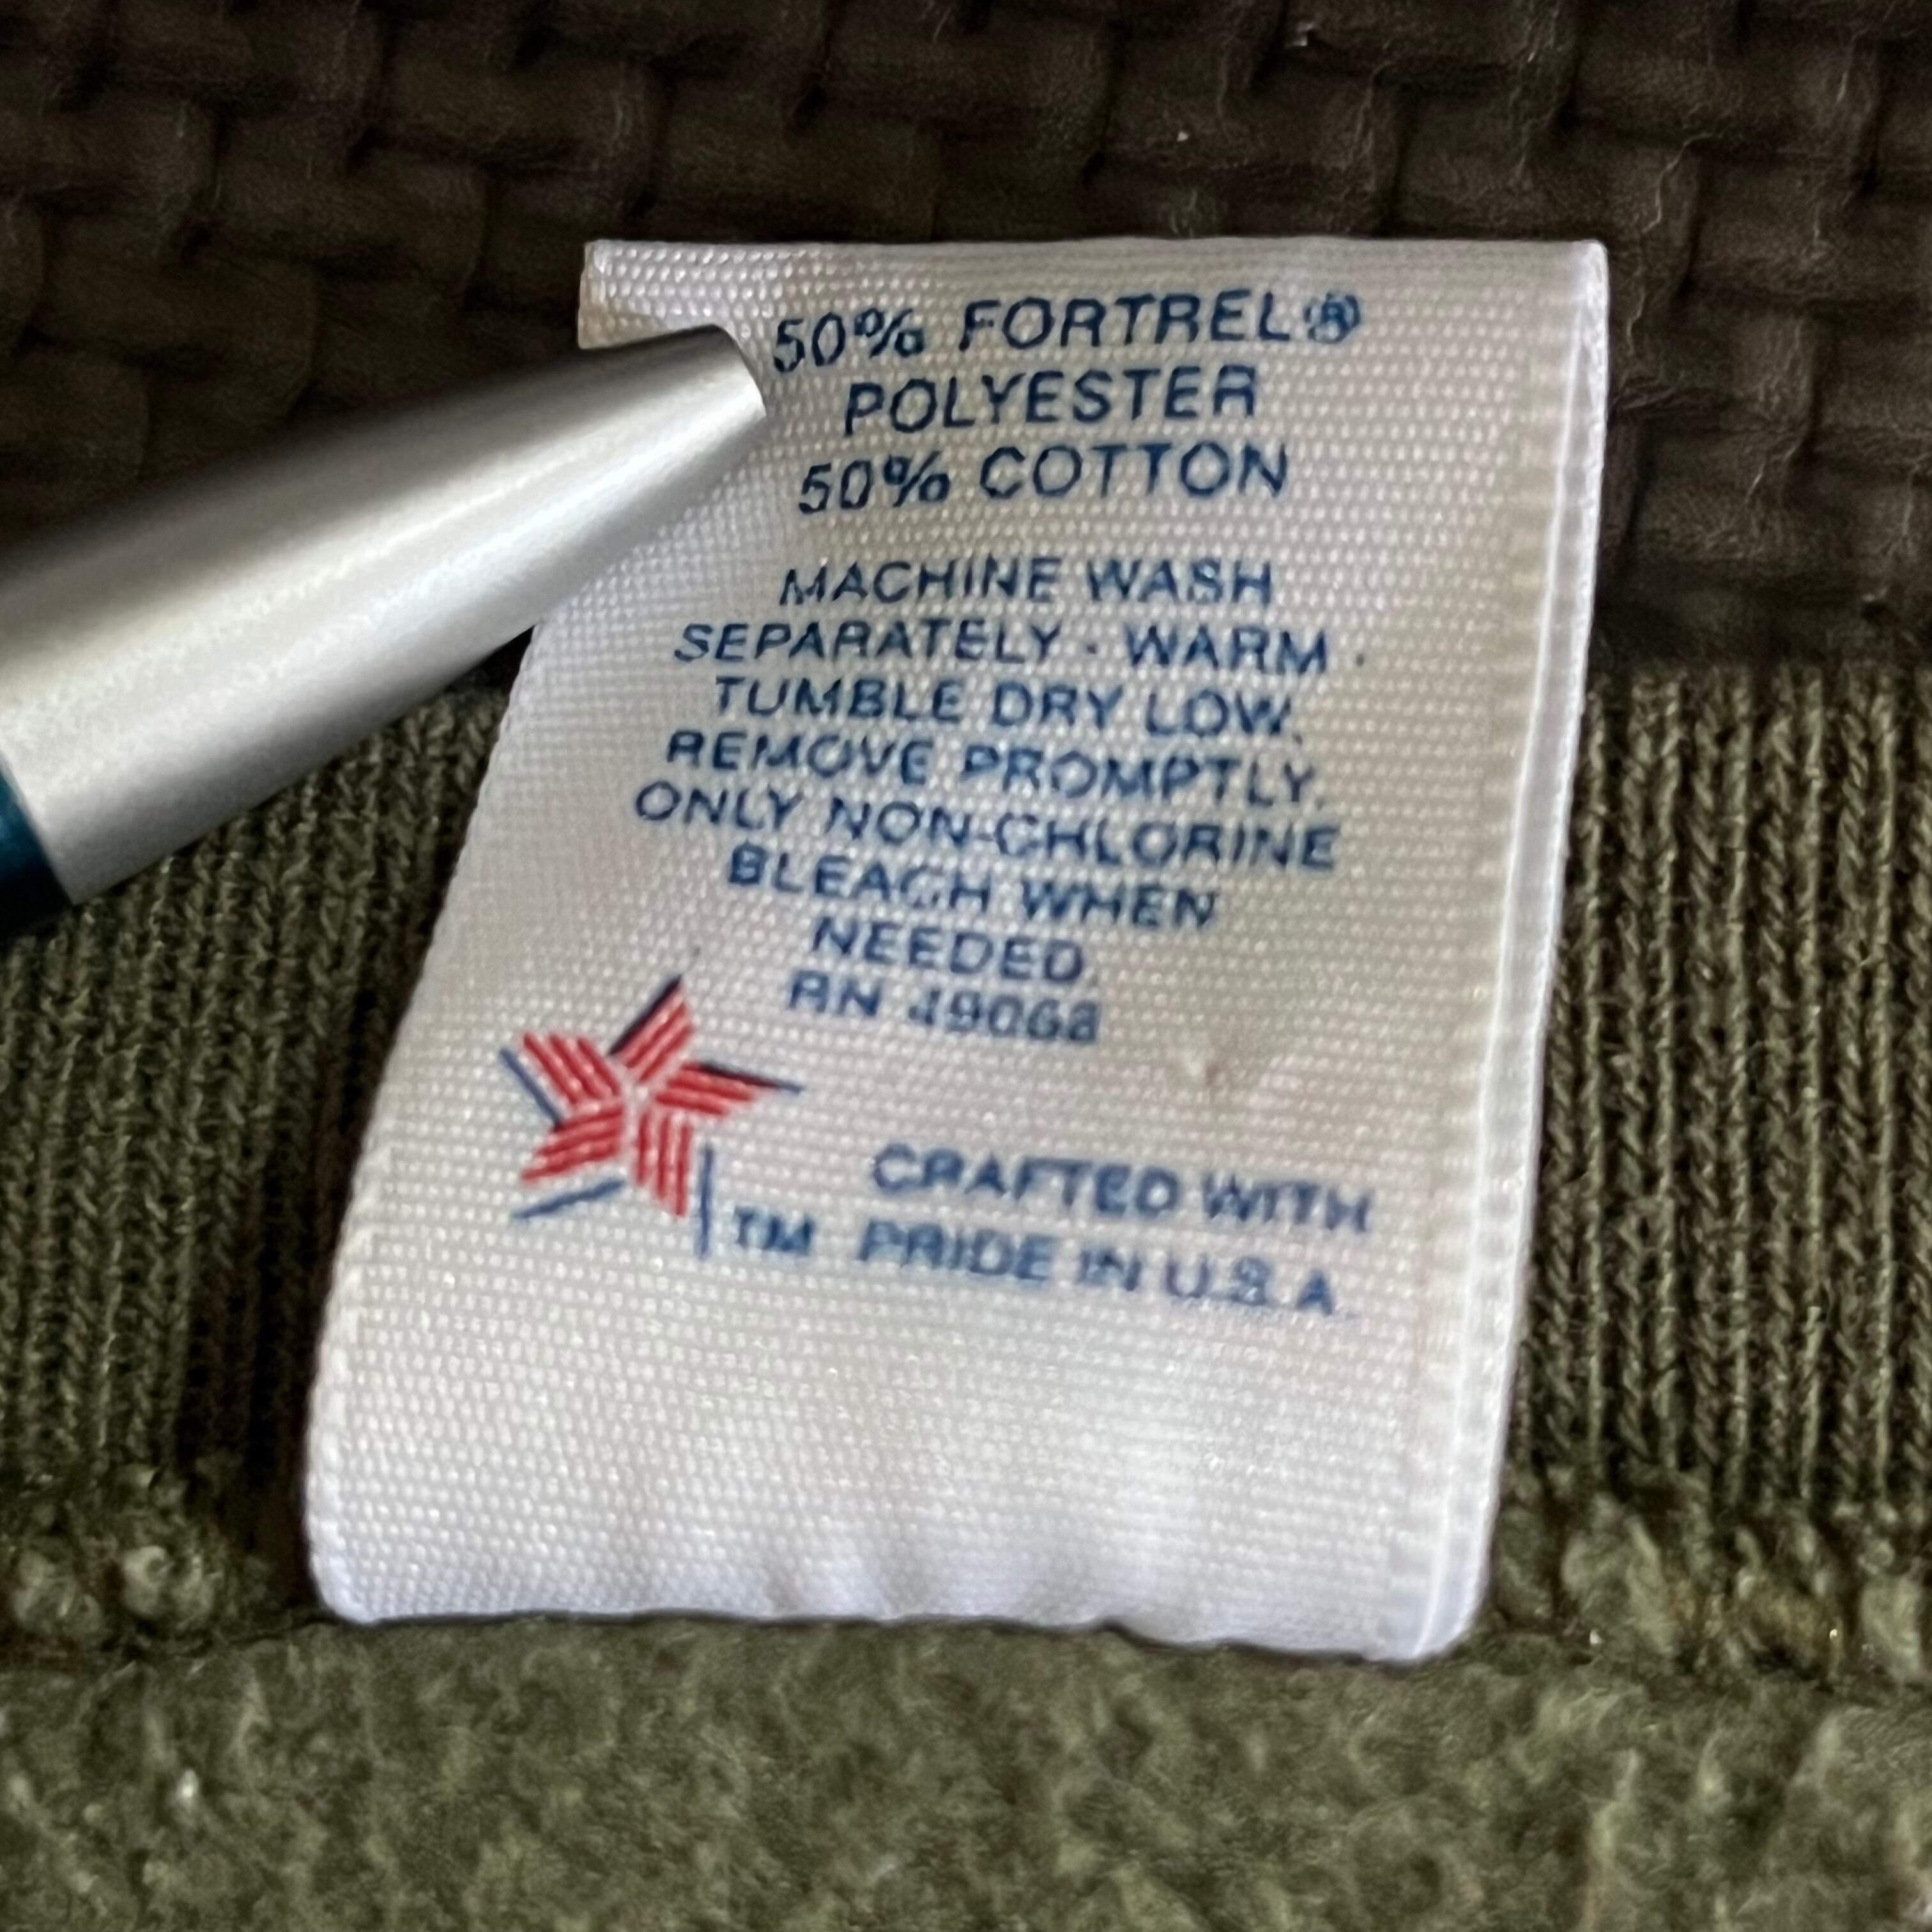 50% FORTREL®
POLYESTER
50% COTTON
MACHINE WASH
SEPARATELY · WARM ·
TUMBLE DRY LOW.
REMOVE PROMPTLY.
ONLY NON-CHLORINE
BLEACH WHEN
NEEDED.
RN 49068
CRAFTED WITH
TM PRIDE IN U.S.A.